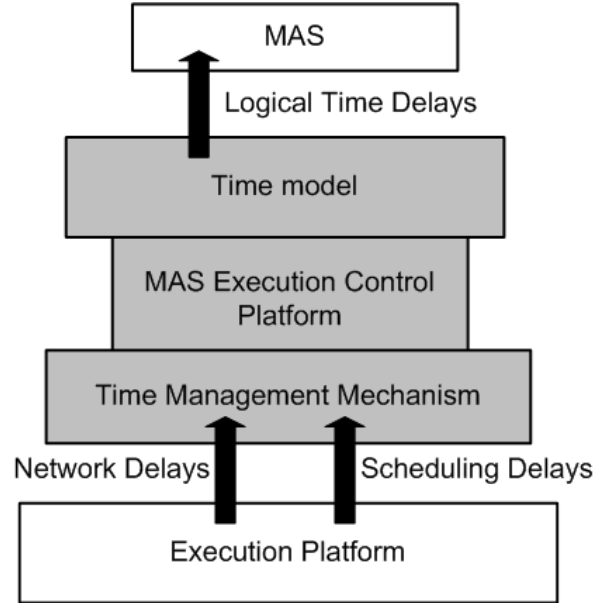 MAS
Logical Time Delays
Time model
MAS Execution Control
Platform
Time Management Mechanism
Network Delays
Scheduling Delays
Execution Platform